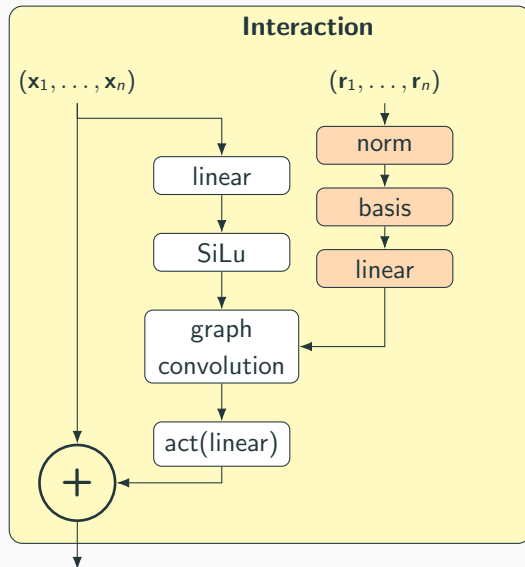 Interaction
(x₁, . . . , xₙ)
(r₁, . . . , rₙ)
norm
linear
basis
SiLu
linear
graph
convolution
act(linear)
+